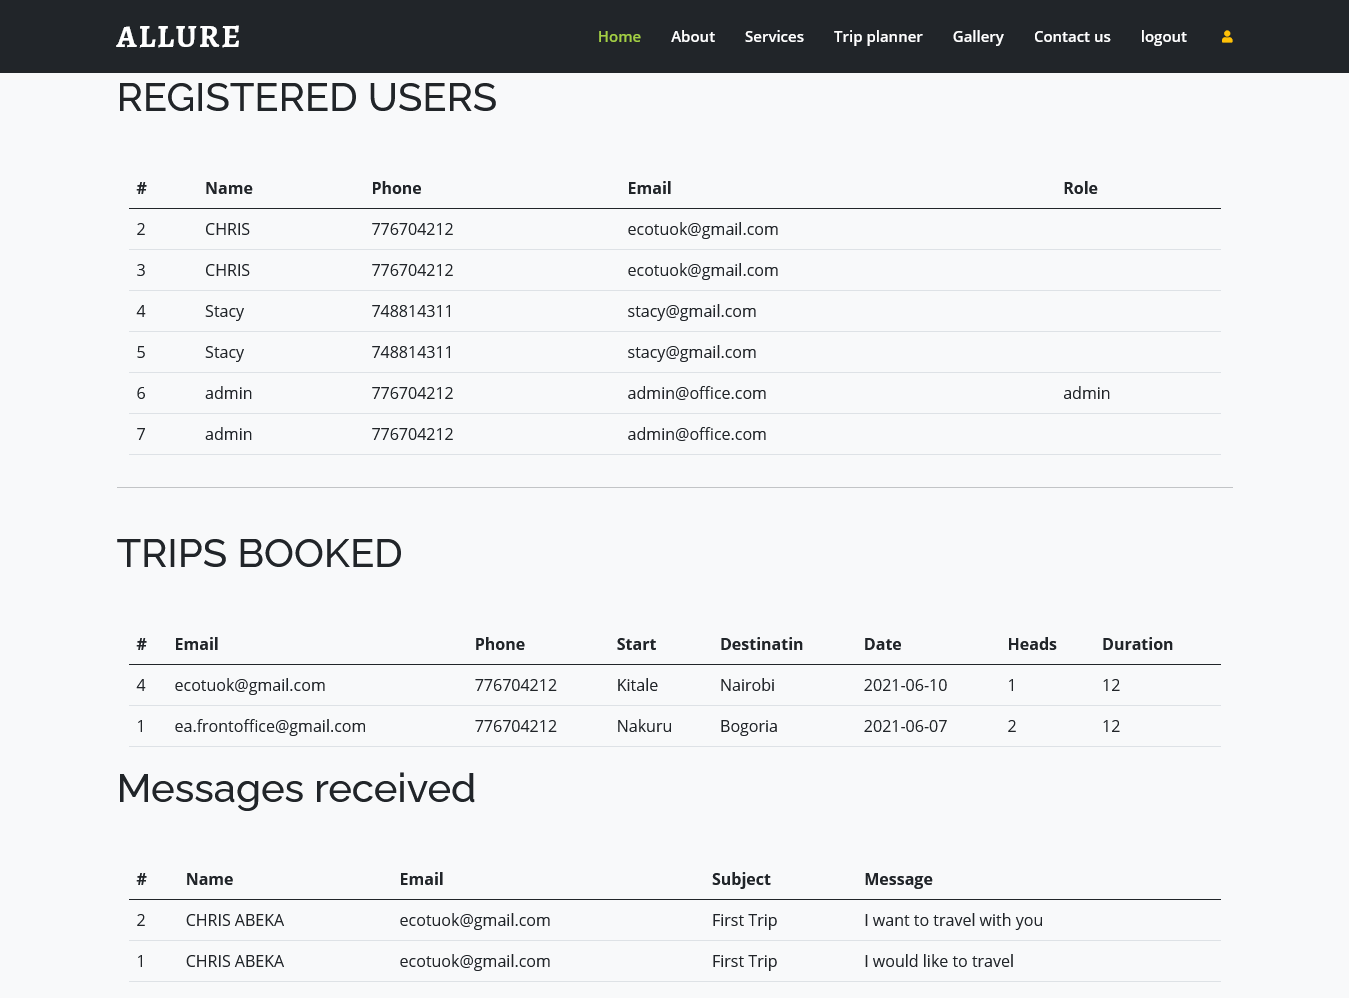 ALLURE Home About Services Trip planner Gallery Contact us logout
REGISTERED USERS
# Name Phone Email Role
2 CHRIS 776704212 ecotuok@gmail.com
3 CHRIS 776704212 ecotuok@gmail.com
4 Stacy 748814311 stacy@gmail.com
5 Stacy 748814311 stacy@gmail.com
6 admin 776704212 admin@office.com admin
7 admin 776704212 admin@office.com
TRIPS BOOKED
# Email Phone Start Destinatin Date Heads Duration
4 ecotuok@gmail.com 776704212 Kitale Nairobi 2021-06-10 1 12
1 ea.frontoffice@gmail.com 776704212 Nakuru Bogoria 2021-06-07 2 12
Messages received
# Name Email Subject Message
2 CHRIS ABEKA ecotuok@gmail.com First Trip I want to travel with you
1 CHRIS ABEKA ecotuok@gmail.com First Trip I would like to travel